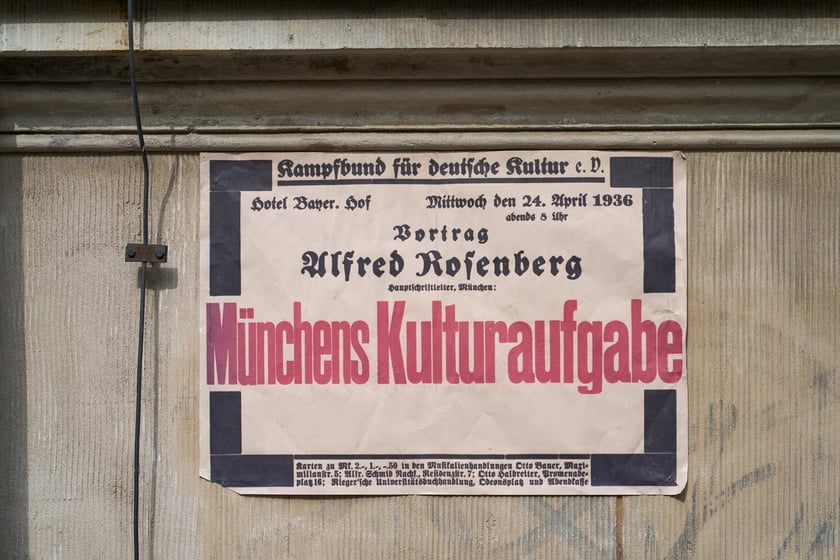 Kampfbund für deutsche Kultur e. V.
Hotel Bayer. Hof Mittwoch den 24. April 1936
abends 8 Uhr
Vortrag
Alfred Rosenberg
Hauptschriftleiter, München:
Münchens Kulturaufgabe
Karten zu Mk. 2.-, 1.-, -.50 in den Musikalienhandlungen Otto Bauer, Maxi-
milianstr. 5; Alfr. Schmid Nachf., Residenzstr. 7; Otto Halbreiter, Promenade-
platz 16; Rieger'sche Universitätsbuchhandlung, Odeonsplatz und Abendkasse